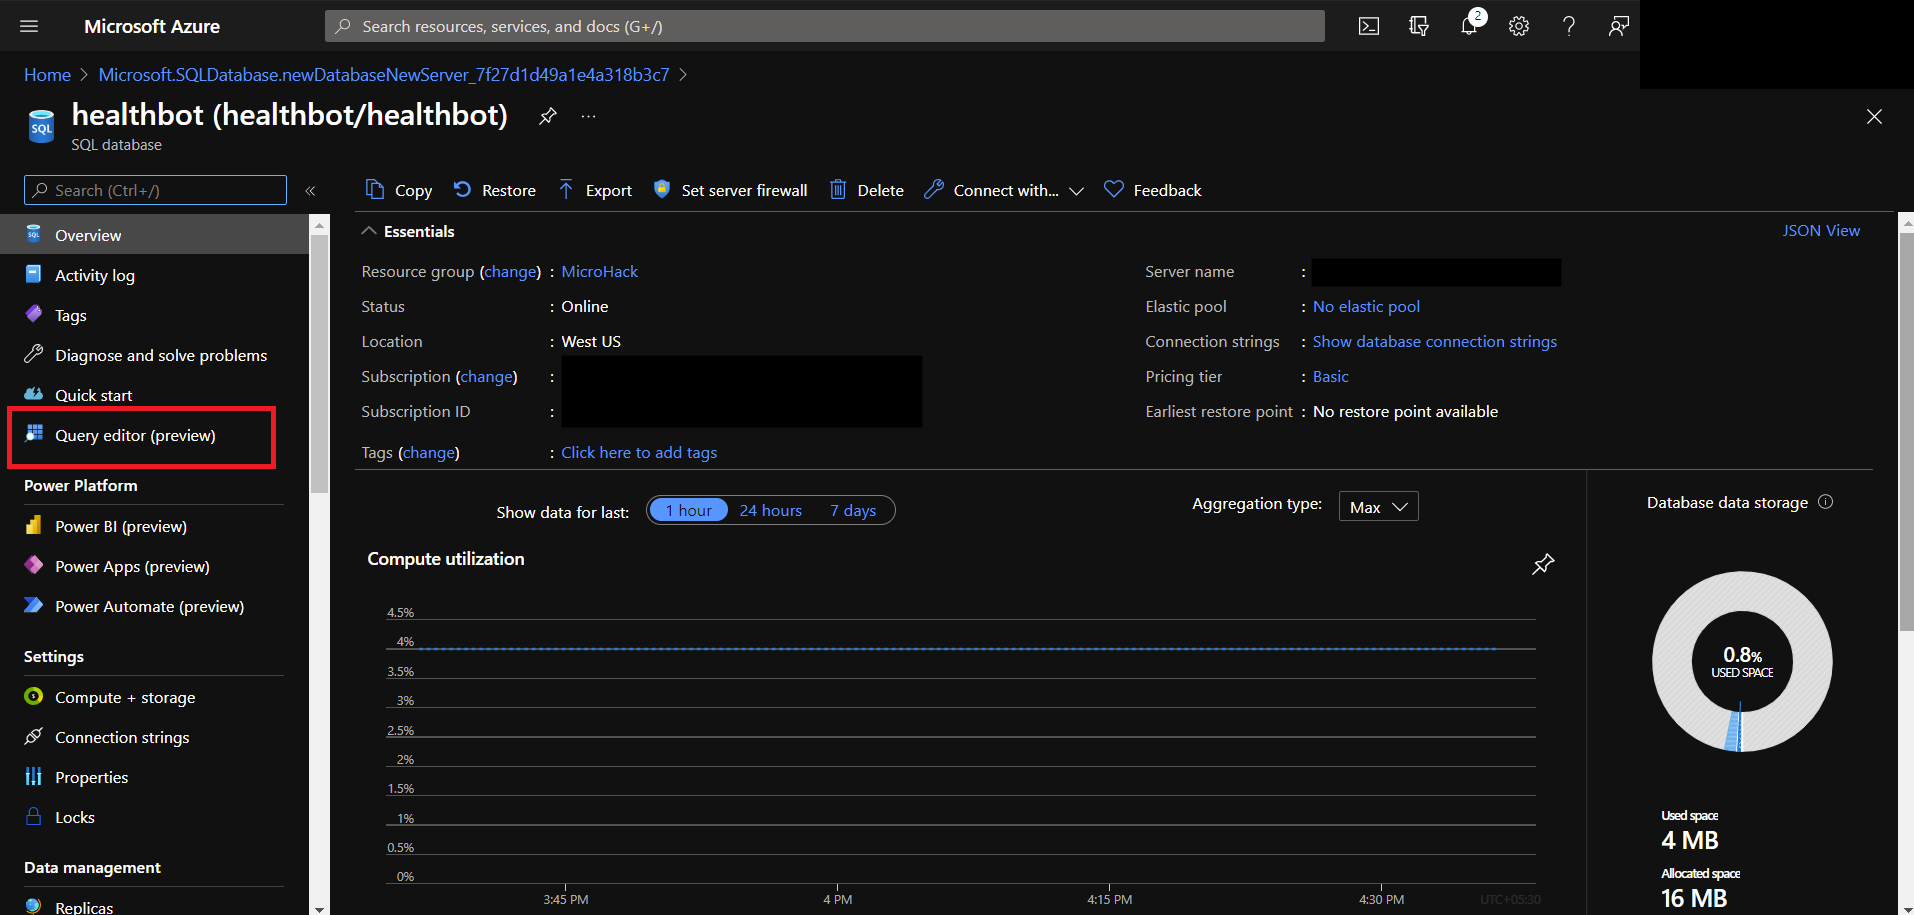 Microsoft Azure
Search resources, services, and docs (G+/)
2
Home > Microsoft.SQLDatabase.newDatabaseNewServer_7f27d1d49a1e4a318b3c7 >
SQL
healthbot (healthbot/healthbot)
...
SQL database
Search (Ctrl+/)
«
Copy
Restore
Export
Set server firewall
Delete
Connect with...
Feedback
Overview
Activity log
Tags
Diagnose and solve problems
Quick start
Query editor (preview)
Power Platform
Power BI (preview)
Power Apps (preview)
Power Automate (preview)
Settings
Compute + storage
Connection strings
Properties
Locks
Data management
Replicas
Essentials
JSON View
Resource group (change) : MicroHack
Status : Online
Location : West US
Subscription (change) :
Subscription ID :
Tags (change) : Click here to add tags
Server name :
Elastic pool : No elastic pool
Connection strings : Show database connection strings
Pricing tier : Basic
Earliest restore point : No restore point available
Show data for last: 1 hour 24 hours 7 days
Aggregation type: Max
Compute utilization
4.5%
4%
3.5%
3%
2.5%
2%
1.5%
1%
0.5%
0%
3:45 PM 4 PM 4:15 PM 4:30 PM UTC+05:30
Database data storage
0.8%
USED SPACE
Used space
4 MB
Allocated space
16 MB